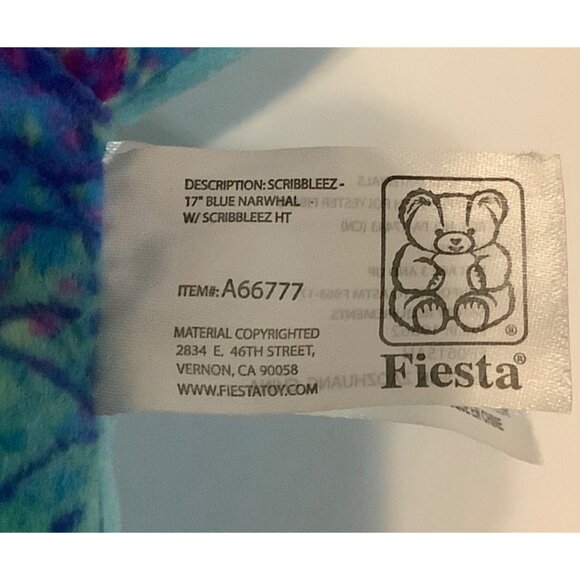 DESCRIPTION: SCRIBBLEEZ -
17" BLUE NARWHAL
W/ SCRIBBLEEZ HT
ITEM#: A66777
MATERIAL COPYRIGHTED
2834 E. 46TH STREET,
VERNON, CA 90058
WWW.FIESTATOY.COM
®
Fiesta®